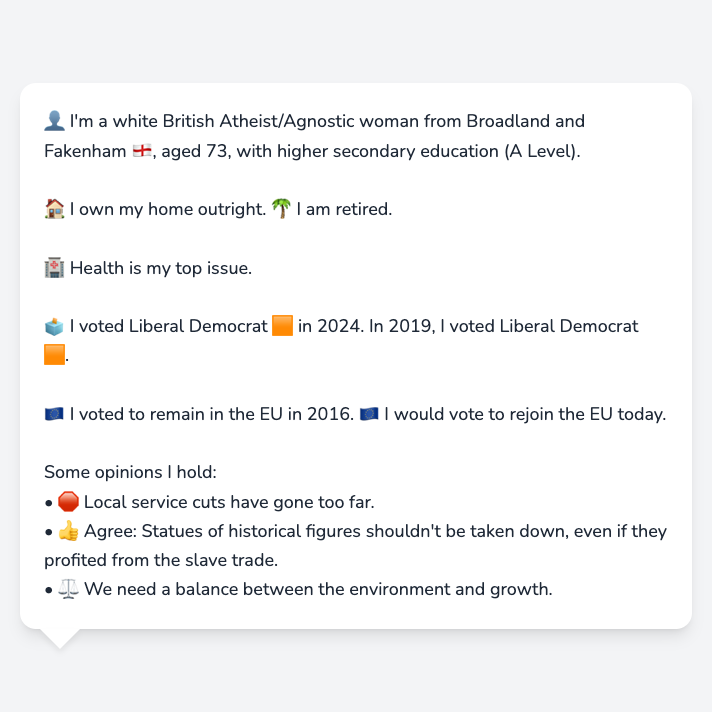 👤 I'm a white British Atheist/Agnostic woman from Broadland and
Fakenham 🏴󠁧󠁢󠁥󠁮󠁧󠁿, aged 73, with higher secondary education (A Level).
🏠 I own my home outright. 🌴 I am retired.
🏥 Health is my top issue.
🗳️ I voted Liberal Democrat 🟧 in 2024. In 2019, I voted Liberal Democrat
🟧.
🇪🇺 I voted to remain in the EU in 2016. 🇪🇺 I would vote to rejoin the EU today.
Some opinions I hold:
• 🛑 Local service cuts have gone too far.
• 👍 Agree: Statues of historical figures shouldn't be taken down, even if they
profited from the slave trade.
• ⚖️ We need a balance between the environment and growth.